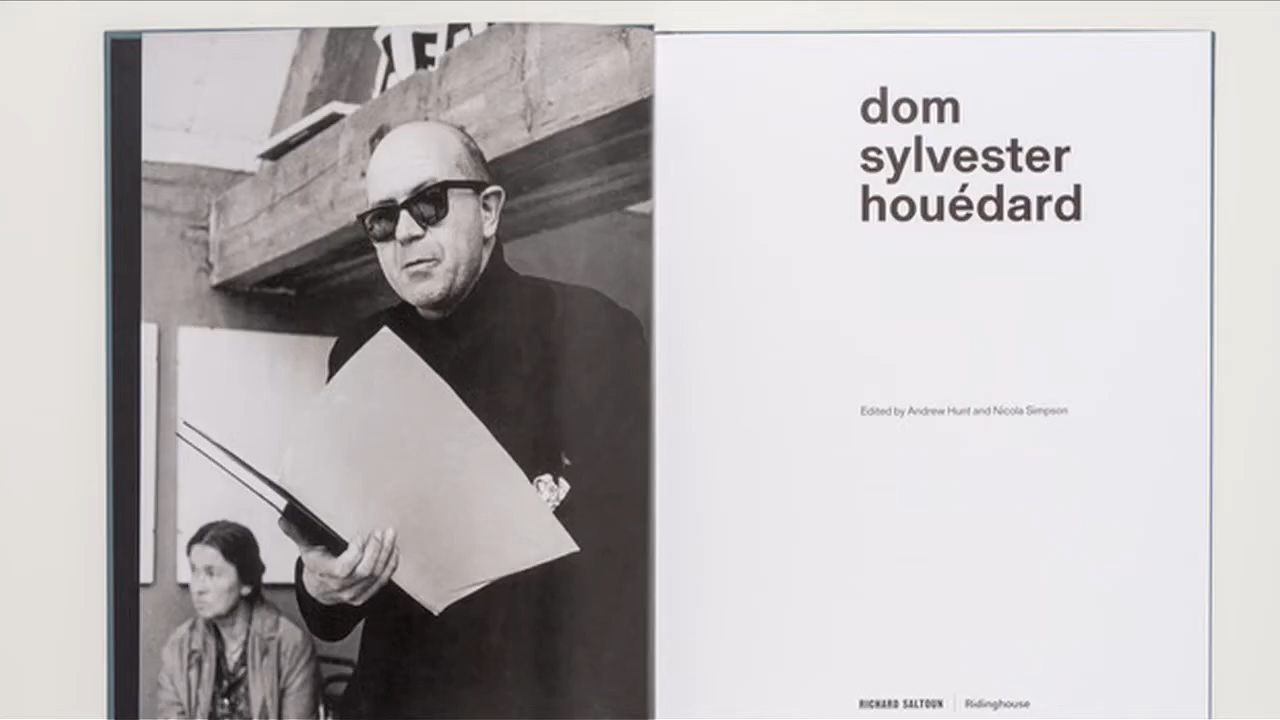 dom
sylvester
houédard
Edited by Andrew Hunt and Nicola Simpson
RICHARD SALTOUN | Ridinghouse